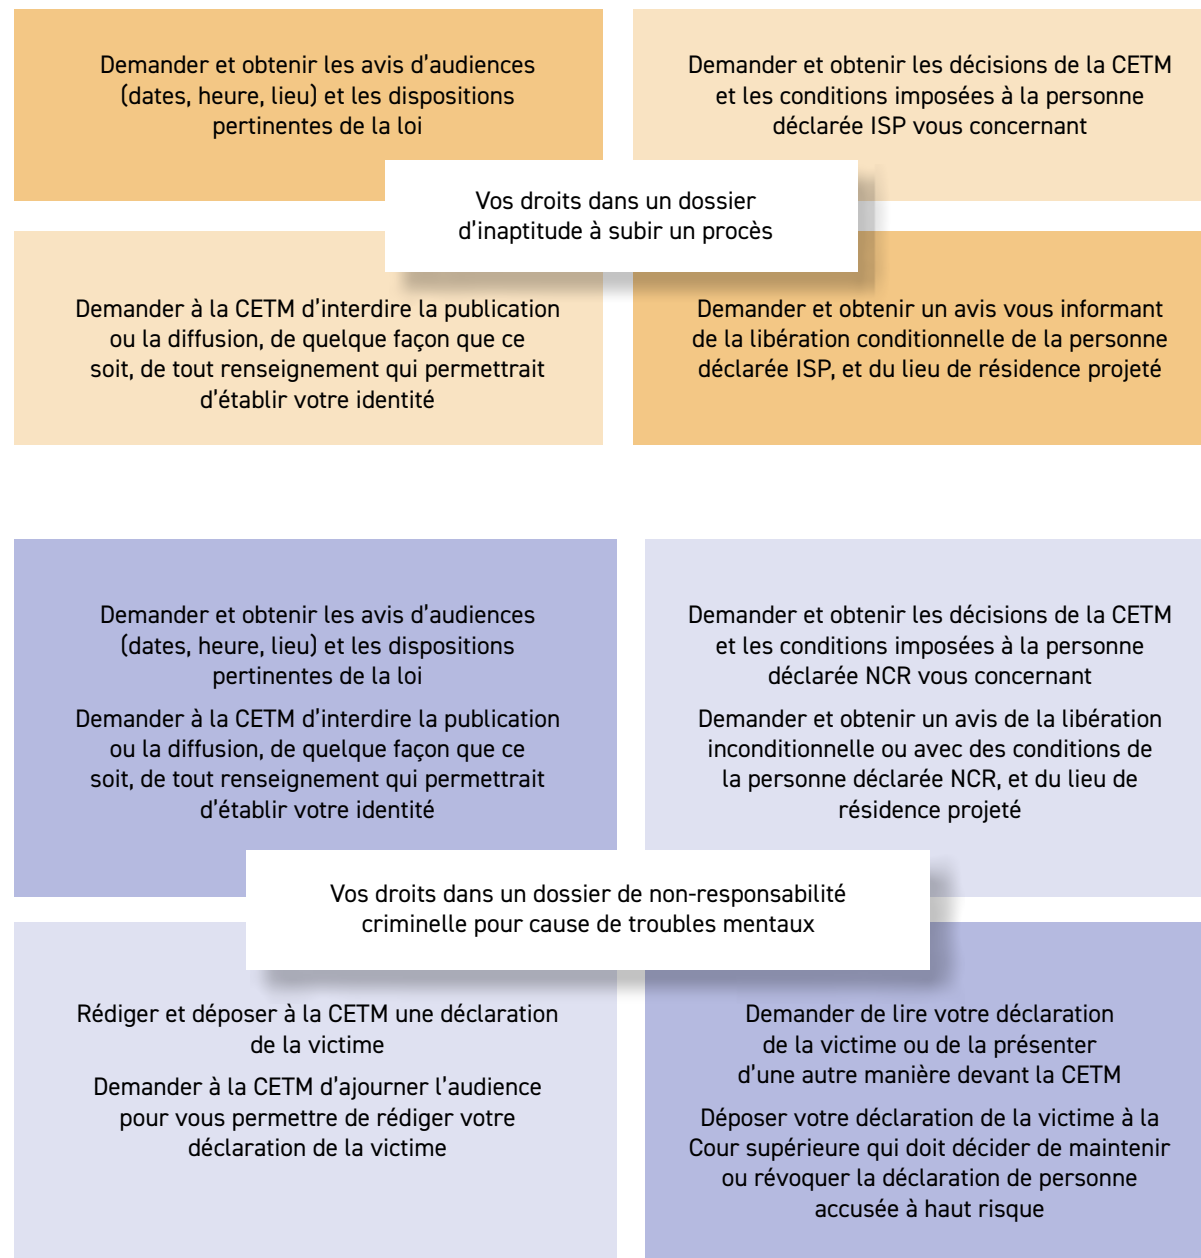 Demander et obtenir les avis d'audiences
(dates, heure, lieu) et les dispositions
pertinentes de la loi
Demander et obtenir les décisions de la CETM
et les conditions imposées à la personne
déclarée ISP vous concernant
Vos droits dans un dossier
d'inaptitude à subir un procès
Demander à la CETM d'interdire la publication
ou la diffusion, de quelque façon que ce
soit, de tout renseignement qui permettrait
d'établir votre identité
Demander et obtenir un avis vous informant
de la libération conditionnelle de la personne
déclarée ISP, et du lieu de résidence projeté
Demander et obtenir les avis d'audiences
(dates, heure, lieu) et les dispositions
pertinentes de la loi
Demander à la CETM d'interdire la publication
ou la diffusion, de quelque façon que ce
soit, de tout renseignement qui permettrait
d'établir votre identité
Demander et obtenir les décisions de la CETM
et les conditions imposées à la personne
déclarée NCR vous concernant
Demander et obtenir un avis de la libération
inconditionnelle ou avec des conditions de
la personne déclarée NCR, et du lieu de
résidence projeté
Vos droits dans un dossier de non-responsabilité
criminelle pour cause de troubles mentaux
Rédiger et déposer à la CETM une déclaration
de la victime
Demander à la CETM d'ajourner l'audience
pour vous permettre de rédiger votre
déclaration de la victime
Demander de lire votre déclaration
de la victime ou de la présenter
d'une autre manière devant la CETM
Déposer votre déclaration de la victime à la
Cour supérieure qui doit décider de maintenir
ou révoquer la déclaration de personne
accusée à haut risque